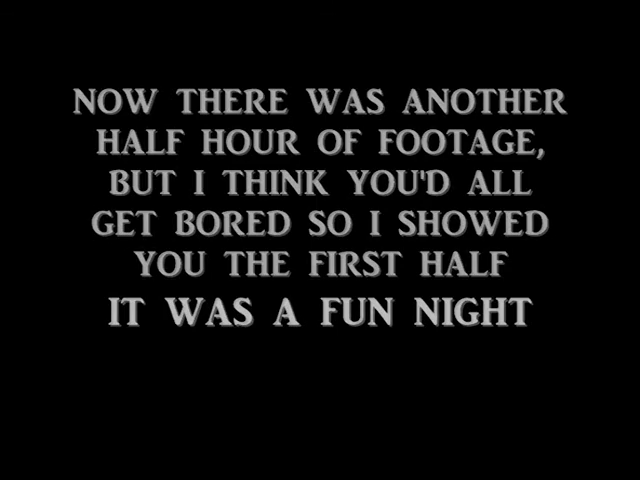 NOW THERE WAS ANOTHER
HALF HOUR OF FOOTAGE,
BUT I THINK YOU'D ALL
GET BORED SO I SHOWED
YOU THE FIRST HALF
IT WAS A FUN NIGHT